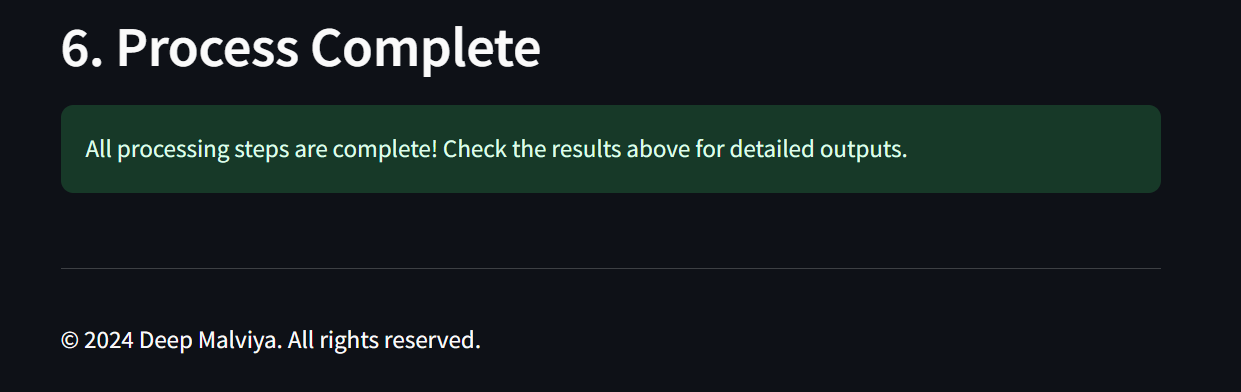 6. Process Complete
All processing steps are complete! Check the results above for detailed outputs.
© 2024 Deep Malviya. All rights reserved.